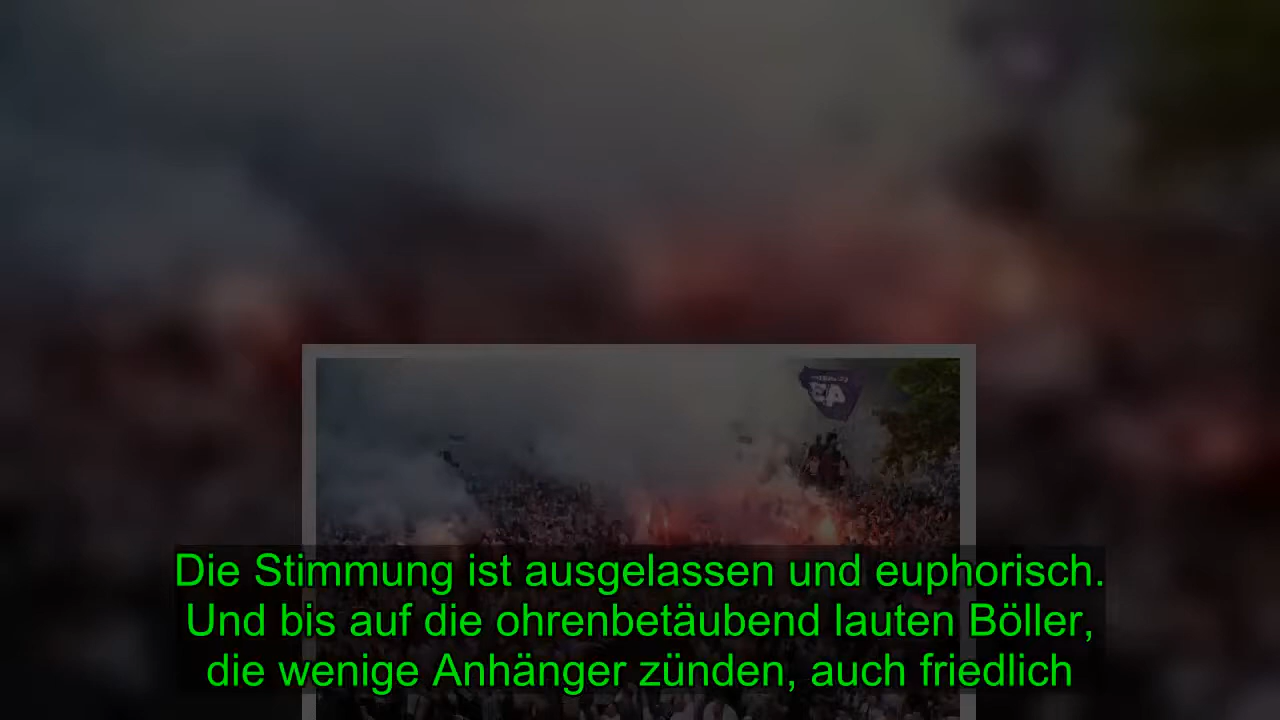 Die Stimmung ist ausgelassen und euphorisch.
Und bis auf die ohrenbetäubend lauten Böller,
die wenige Anhänger zünden, auch friedlich